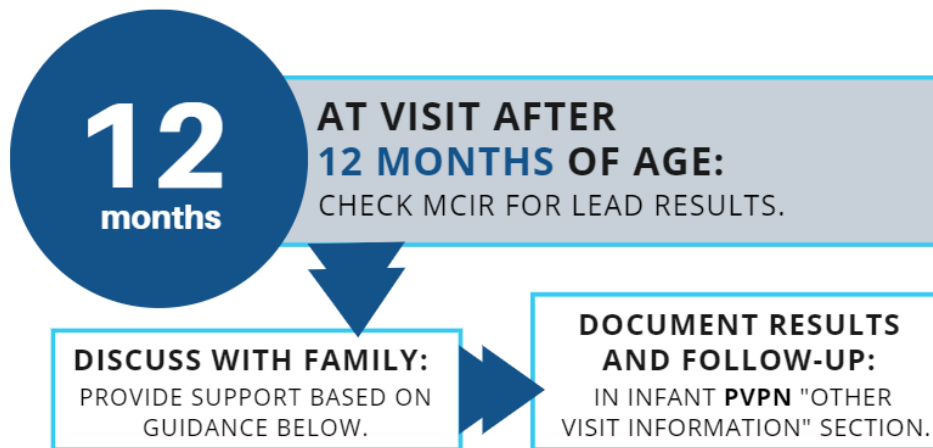 12
months
AT VISIT AFTER
12 MONTHS OF AGE:
CHECK MCIR FOR LEAD RESULTS.
DISCUSS WITH FAMILY:
PROVIDE SUPPORT BASED ON
GUIDANCE BELOW.
DOCUMENT RESULTS
AND FOLLOW-UP:
IN INFANT PVPN "OTHER
VISIT INFORMATION" SECTION.